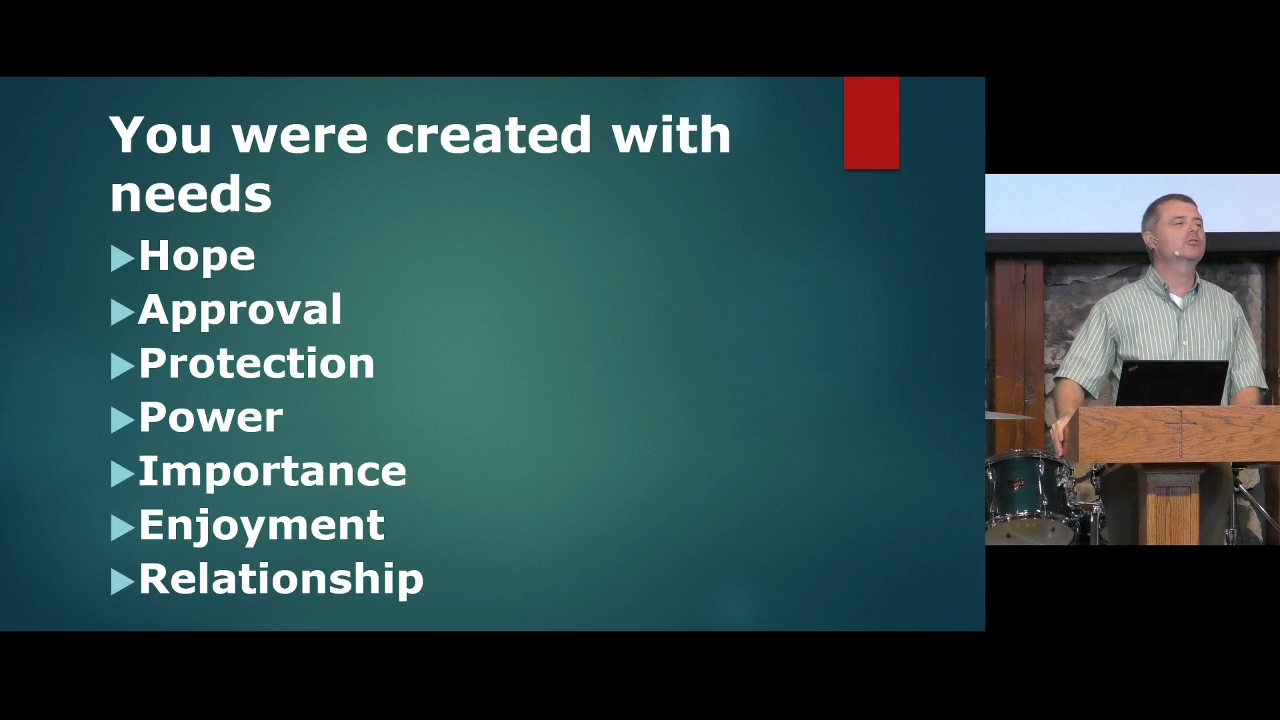 You were created with
needs
Hope
Approval
Protection
Power
Importance
Enjoyment
Relationship